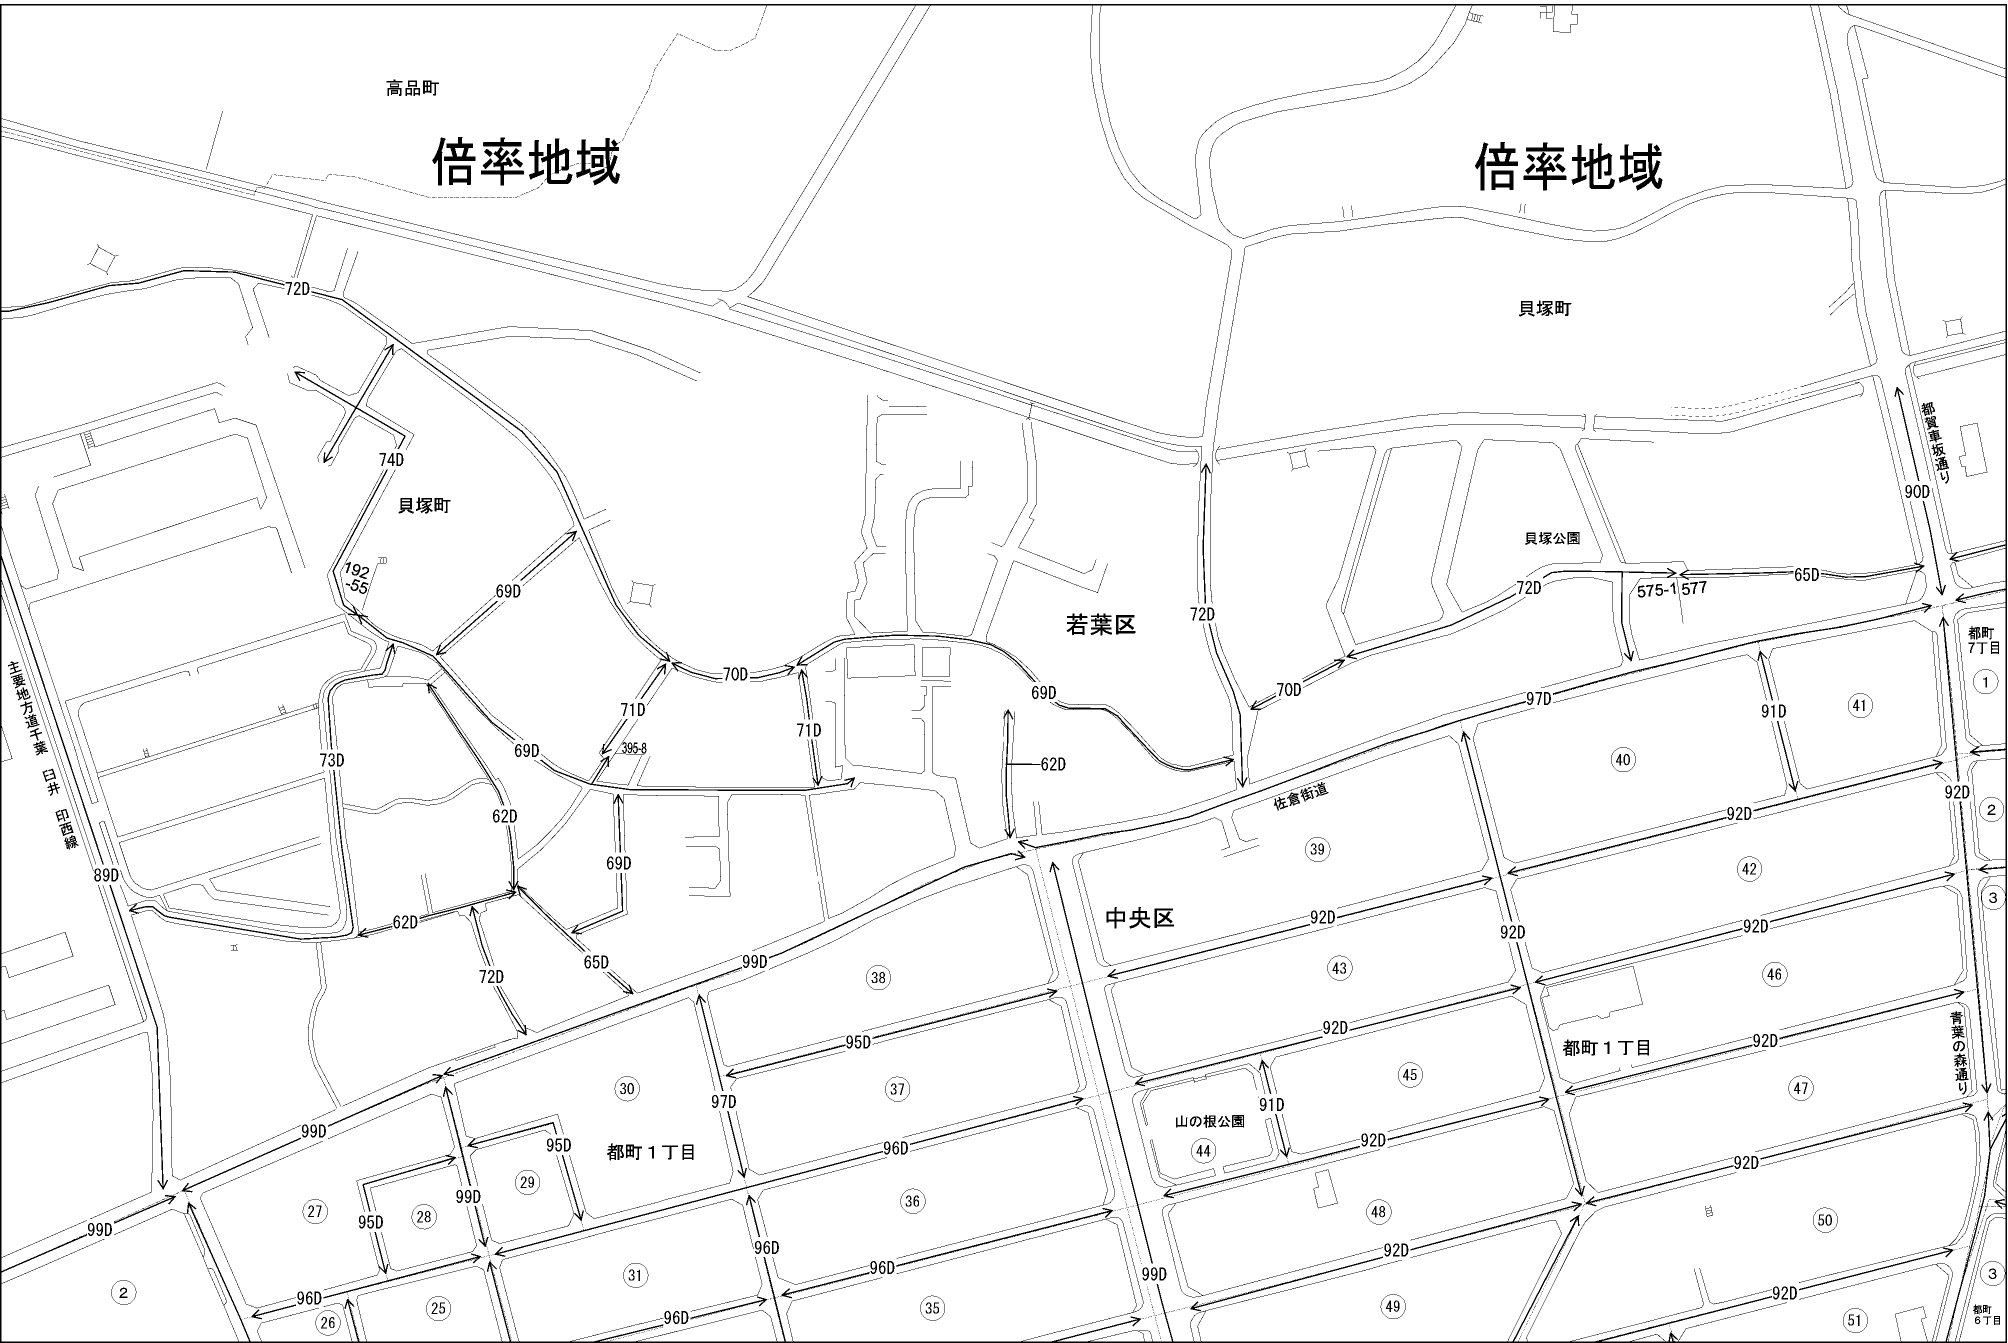 高品町
倍率地域
倍率地域
72D
貝塚町
都賀車坂通り
74D
90D
貝塚町
貝塚公園
192
-55
69D
72D
575-1
577
65D
72D
若葉区
都町
7丁目
①
主要地方道千葉 臼井 印西線
70D
69D
70D
97D
71D
71D
91D
㊶
73D
69D
395-8
62D
㊵
佐倉街道
92D
②
62D
92D
89D
69D
㊴
㊷
③
62D
中央区
92D
92D
92D
72D
65D
99D
㊳
㊸
㊻
95D
92D
都町1丁目
92D
青葉の森通り
㉚
97D
㊲
91D
㊺
㊼
99D
95D
都町1丁目
96D
山の根公園
㊹
92D
92D
㉗
95D
㉘
99D
㉙
㊱
㊽
㊿
99D
96D
92D
②
96D
㉛
96D
99D
92D
③
㉖
㉕
96D
㉟
㊾
都町
6丁目
51